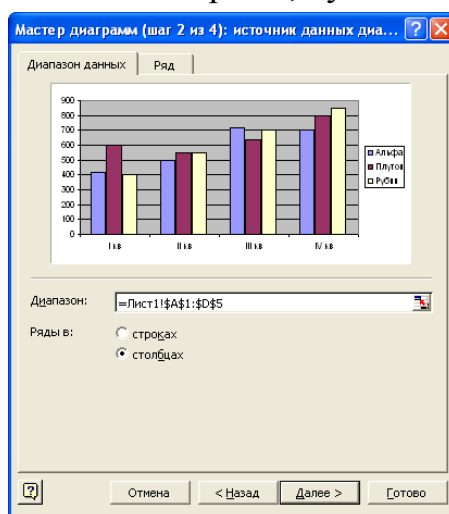 Мастер диаграмм (шаг 2 из 4): источник данных диа...
Диапазон данных Ряд
900
800
700
600
500
400
300
200
100
0
I кв II кв III кв IV кв
Альфа
Плутон
Рубин
Диапазон: =Лист1!$A$1:$D$5
Ряды в: строках
столбцах
Отмена < Назад Далее > Готово